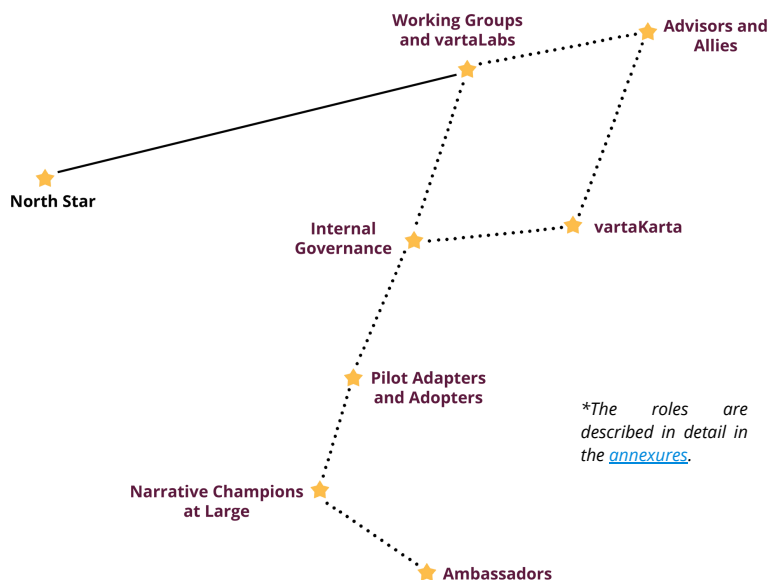 Working Groups
and vartaLabs
Advisors and
Allies
North Star
Internal
Governance
vartaKarta
Pilot Adapters
and Adopters
*The roles are
described in detail in
the annexures.
Narrative Champions
at Large
Ambassadors